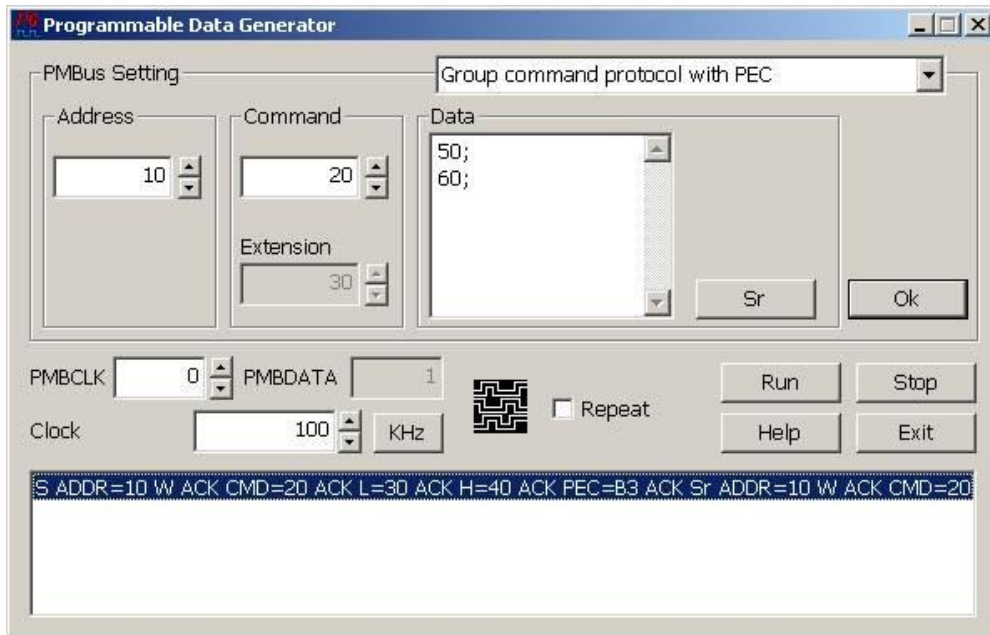 Programmable Data Generator
PMBus Setting
Group command protocol with PEC
Address
Command
Data
10
20
50;
60;
Extension
30
Sr
Ok
PMBCLK
0
PMBDATA
1
Repeat
Run
Stop
Clock
100
KHz
Help
Exit
S ADDR=10 W ACK CMD=20 ACK L=30 ACK H=40 ACK PEC=B3 ACK Sr ADDR=10 W ACK CMD=20